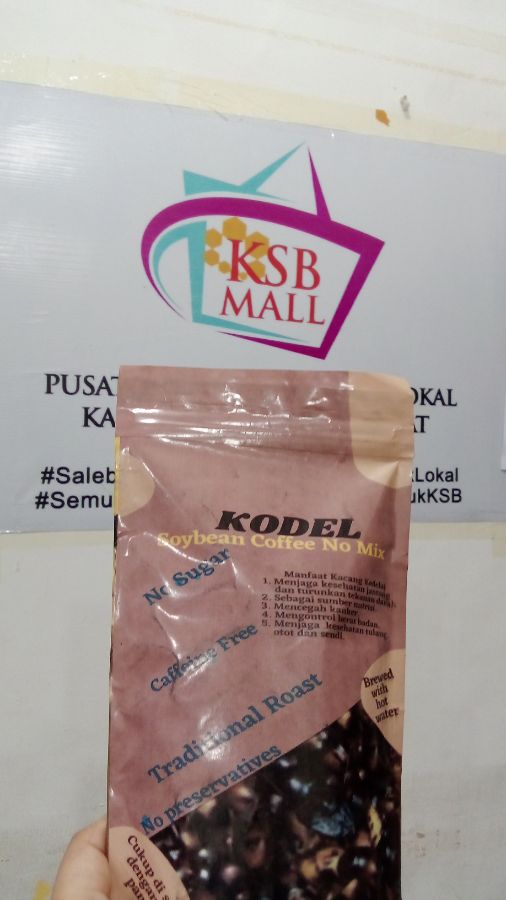 KSB
MALL
PUSAT
OKAL
KA
AT
#Saleb
Lokal
#Semu
ukKSB
KODEL
Soybean Coffee No Mix
No Sugar
Caffeine Free
Traditional Roast
No preservatives
Manfaat Kacang Kedelai
1. Menjaga kesehatan jantung
dan turunkan tekanan darah.
2. Sebagai sumber nutrisi.
3. Mencegah kanker.
4. Mengontrol berat badan.
5. Menjaga kesehatan tulang,
otot dan sendi.
Brewed
with
hot
water
Cukup di s
dengan
pan